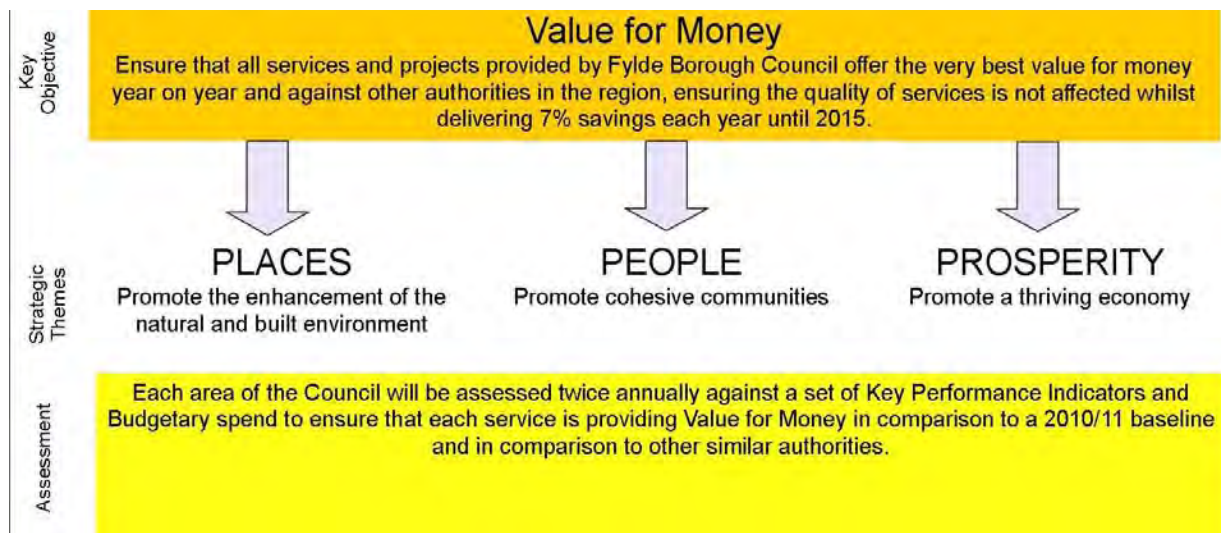 Key
Objective
Value for Money
Ensure that all services and projects provided by Fylde Borough Council offer the very best value for money
year on year and against other authorities in the region, ensuring the quality of services is not affected whilst
delivering 7% savings each year until 2015.
Strategic
Themes
PLACES
Promote the enhancement of the
natural and built environment
PEOPLE
Promote cohesive communities
PROSPERITY
Promote a thriving economy
Assessment
Each area of the Council will be assessed twice annually against a set of Key Performance Indicators and
Budgetary spend to ensure that each service is providing Value for Money in comparison to a 2010/11 baseline
and in comparison to other similar authorities.